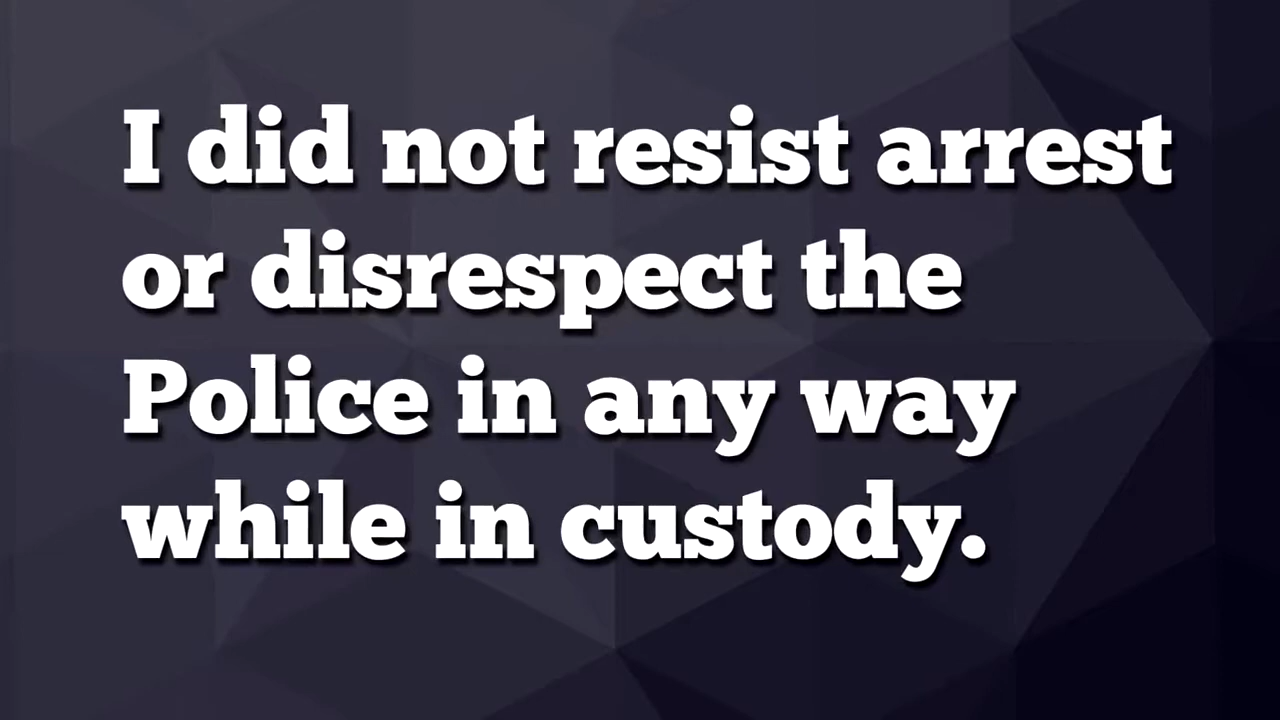 I did not resist arrest
or disrespect the
Police in any way
while in custody.